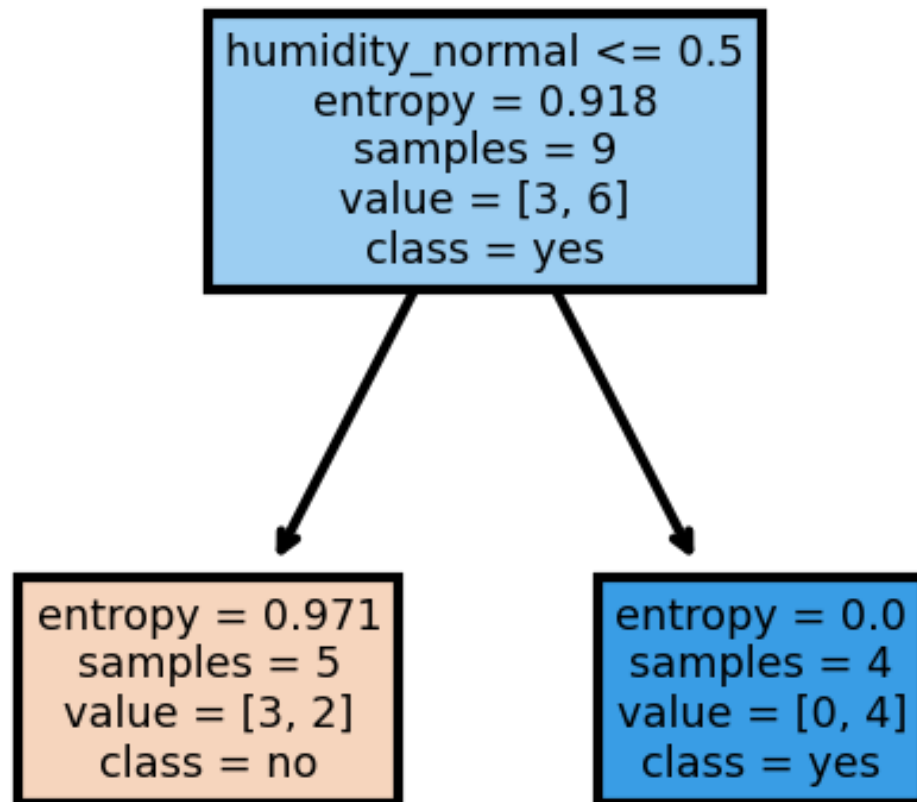 humidity_normal <= 0.5
entropy = 0.918
samples = 9
value = [3, 6]
class = yes
entropy = 0.971
samples = 5
value = [3, 2]
class = no
entropy = 0.0
samples = 4
value = [0, 4]
class = yes